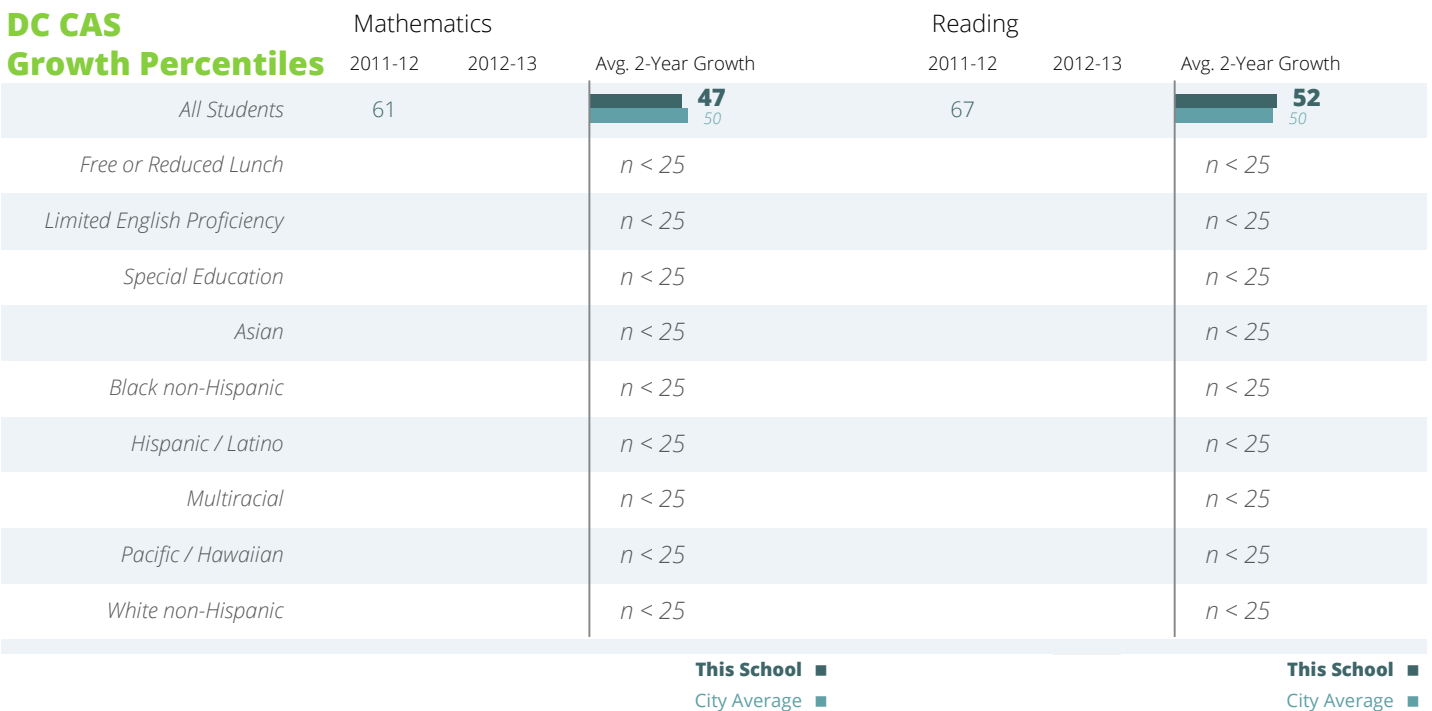 DC CAS
Growth Percentiles
Mathematics
Reading
2011-12 2012-13 Avg. 2-Year Growth 2011-12 2012-13 Avg. 2-Year Growth
All Students 61 47 67 52
50 50
Free or Reduced Lunch n < 25 n < 25
Limited English Proficiency n < 25 n < 25
Special Education n < 25 n < 25
Asian n < 25 n < 25
Black non-Hispanic n < 25 n < 25
Hispanic / Latino n < 25 n < 25
Multiracial n < 25 n < 25
Pacific / Hawaiian n < 25 n < 25
White non-Hispanic n < 25 n < 25
This School This School
City Average City Average